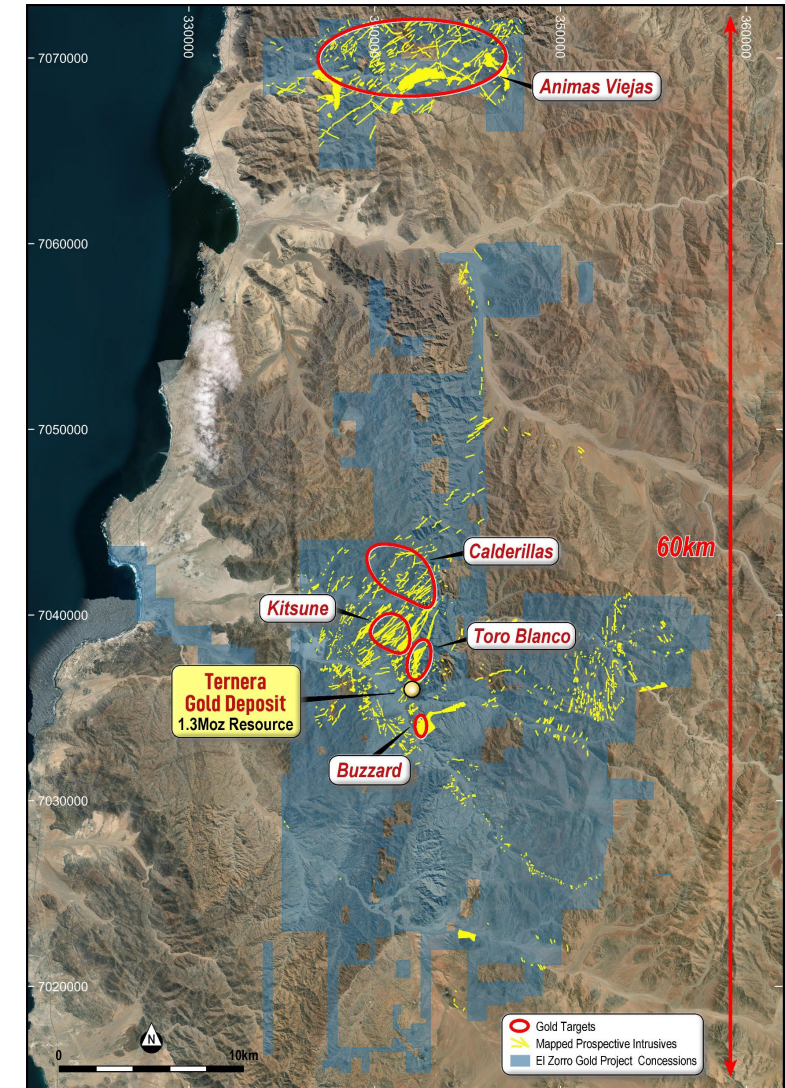 330000
340000
350000
360000
7070000
Animas Viejas
7060000
7050000
60km
Calderillas
Kitsune
7040000
Toro Blanco
Ternera
Gold Deposit
1.3Moz Resource
Buzzard
7030000
7020000
N
0
10km
Gold Targets
Mapped Prospective Intrusives
El Zorro Gold Project Concessions